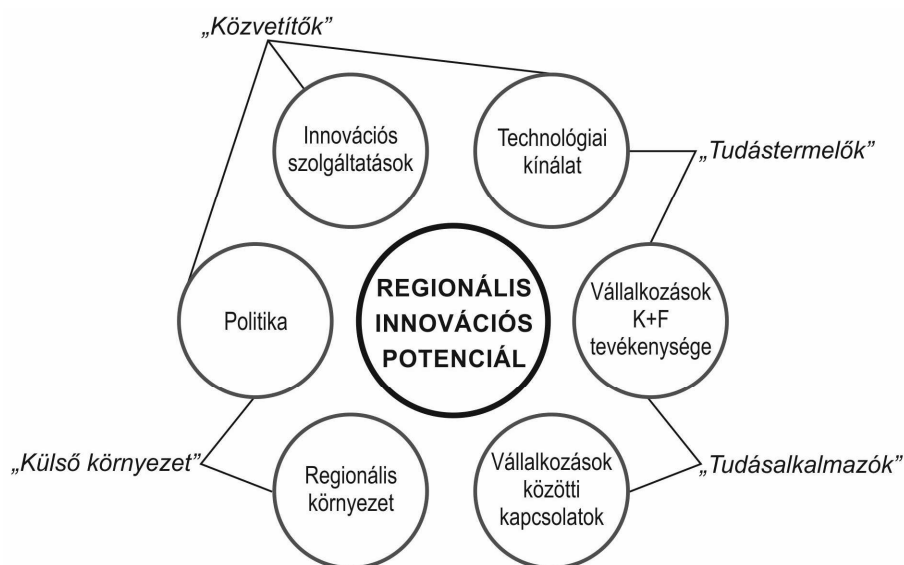 „Közvetítők”
Innovációs
szolgáltatások
Technológiai
kínálat
„Tudástermelők”
Politika
REGIONÁLIS
INNOVÁCIÓS
POTENCIÁL
Vállalkozások
K+F
tevékenysége
„Külső környezet”
Regionális
környezet
Vállalkozások
közötti
kapcsolatok
„Tudásalkalmazók”